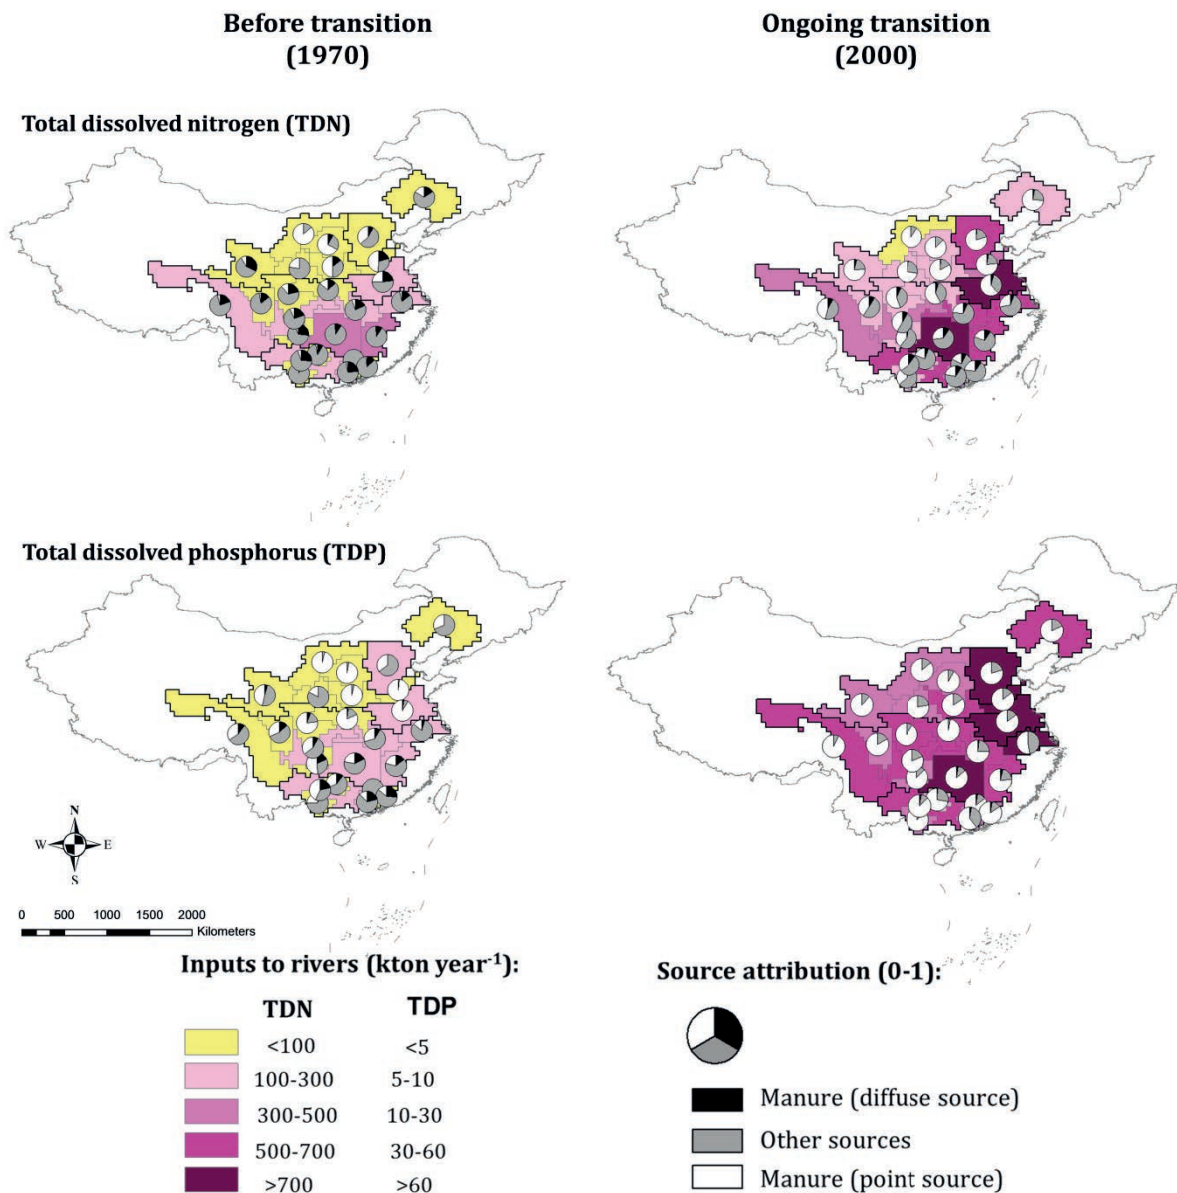 Before transition
(1970)
Ongoing transition
(2000)
Total dissolved nitrogen (TDN)
Total dissolved phosphorus (TDP)
N
W E
S
0 500 1000 1500 2000
Kilometers
Inputs to rivers (kton year⁻¹):
TDN TDP
<100 <5
100-300 5-10
300-500 10-30
500-700 30-60
>700 >60
Source attribution (0-1):
Manure (diffuse source)
Other sources
Manure (point source)